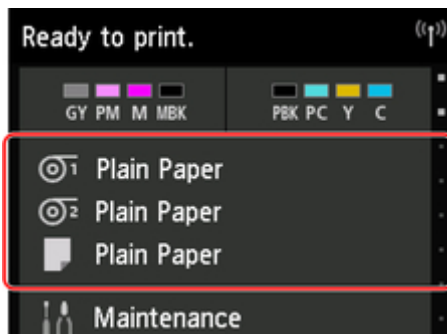 Ready to print.
GY PM M MBK PBK PC Y C
1 Plain Paper
2 Plain Paper
Plain Paper
Maintenance